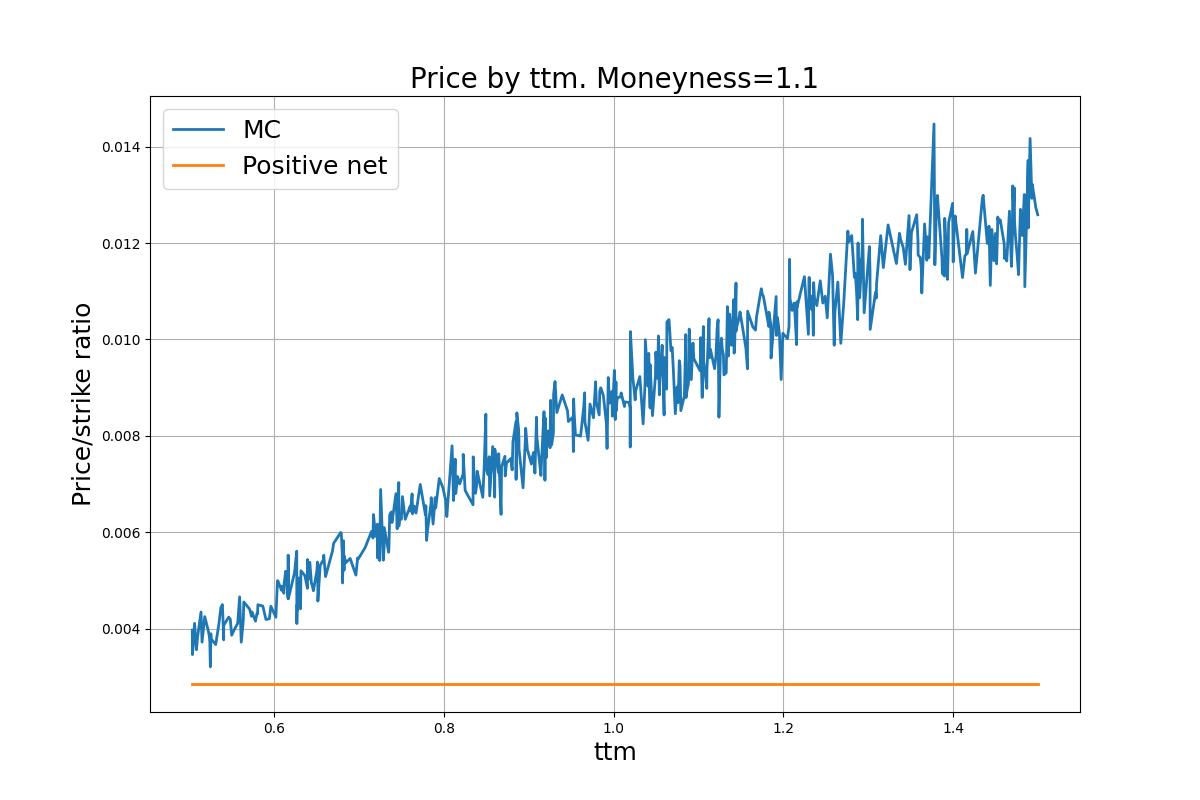 Price by ttm. Moneyness=1.1
MC
Positive net
0.014
0.012
0.010
0.008
0.006
0.004
Price/strike ratio
0.6 0.8 1.0 1.2 1.4
ttm